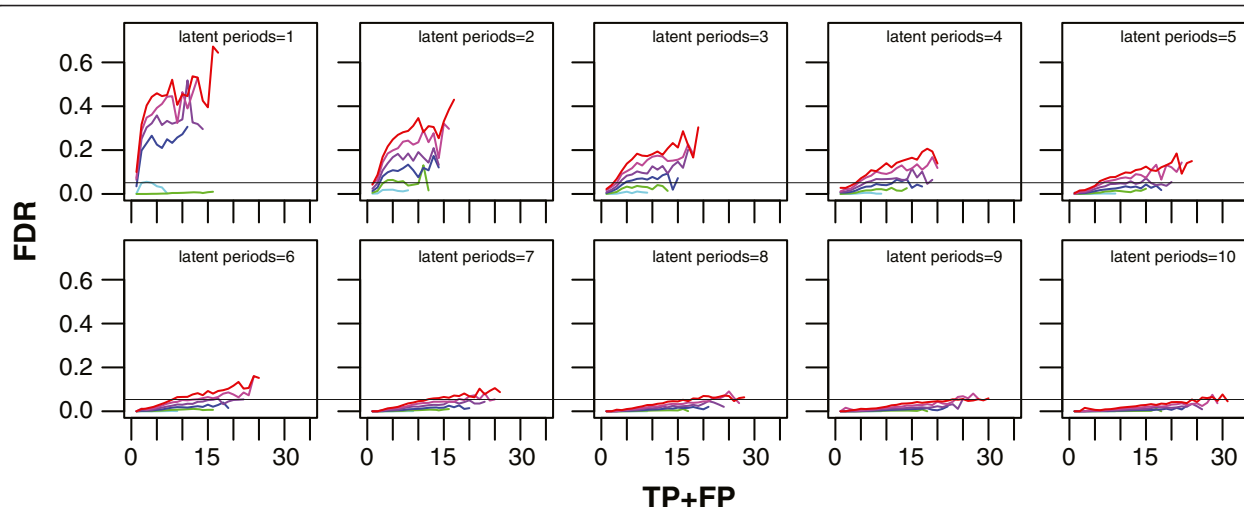 latent periods=1 latent periods=2 latent periods=3 latent periods=4 latent periods=5
0.6
0.4
0.2
0.0
FDR
latent periods=6 latent periods=7 latent periods=8 latent periods=9 latent periods=10
0.6
0.4
0.2
0.0
0 15 30 0 15 30 0 15 30 0 15 30 0 15 30
TP+FP